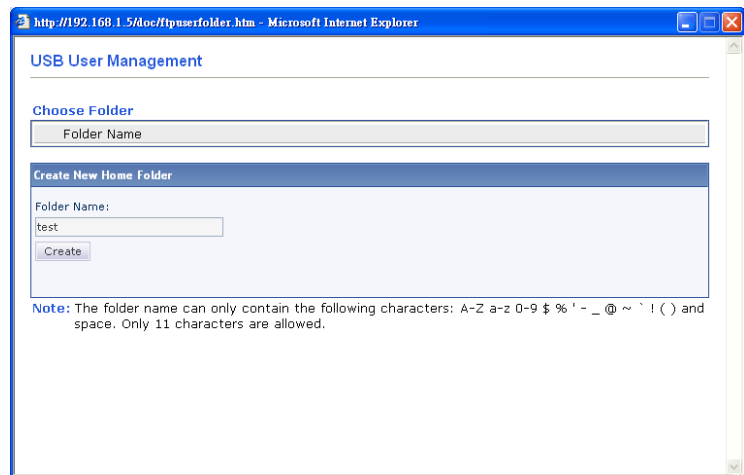 http://192.168.1.5/doc/ftpuserfolder.htm - Microsoft Internet Explorer
USB User Management
Choose Folder
Folder Name
Create New Home Folder
Folder Name:
test
Create
Note: The folder name can only contain the following characters: A-Z a-z 0-9 $ % ' - _ @ ~ ` ! ( ) and
space. Only 11 characters are allowed.